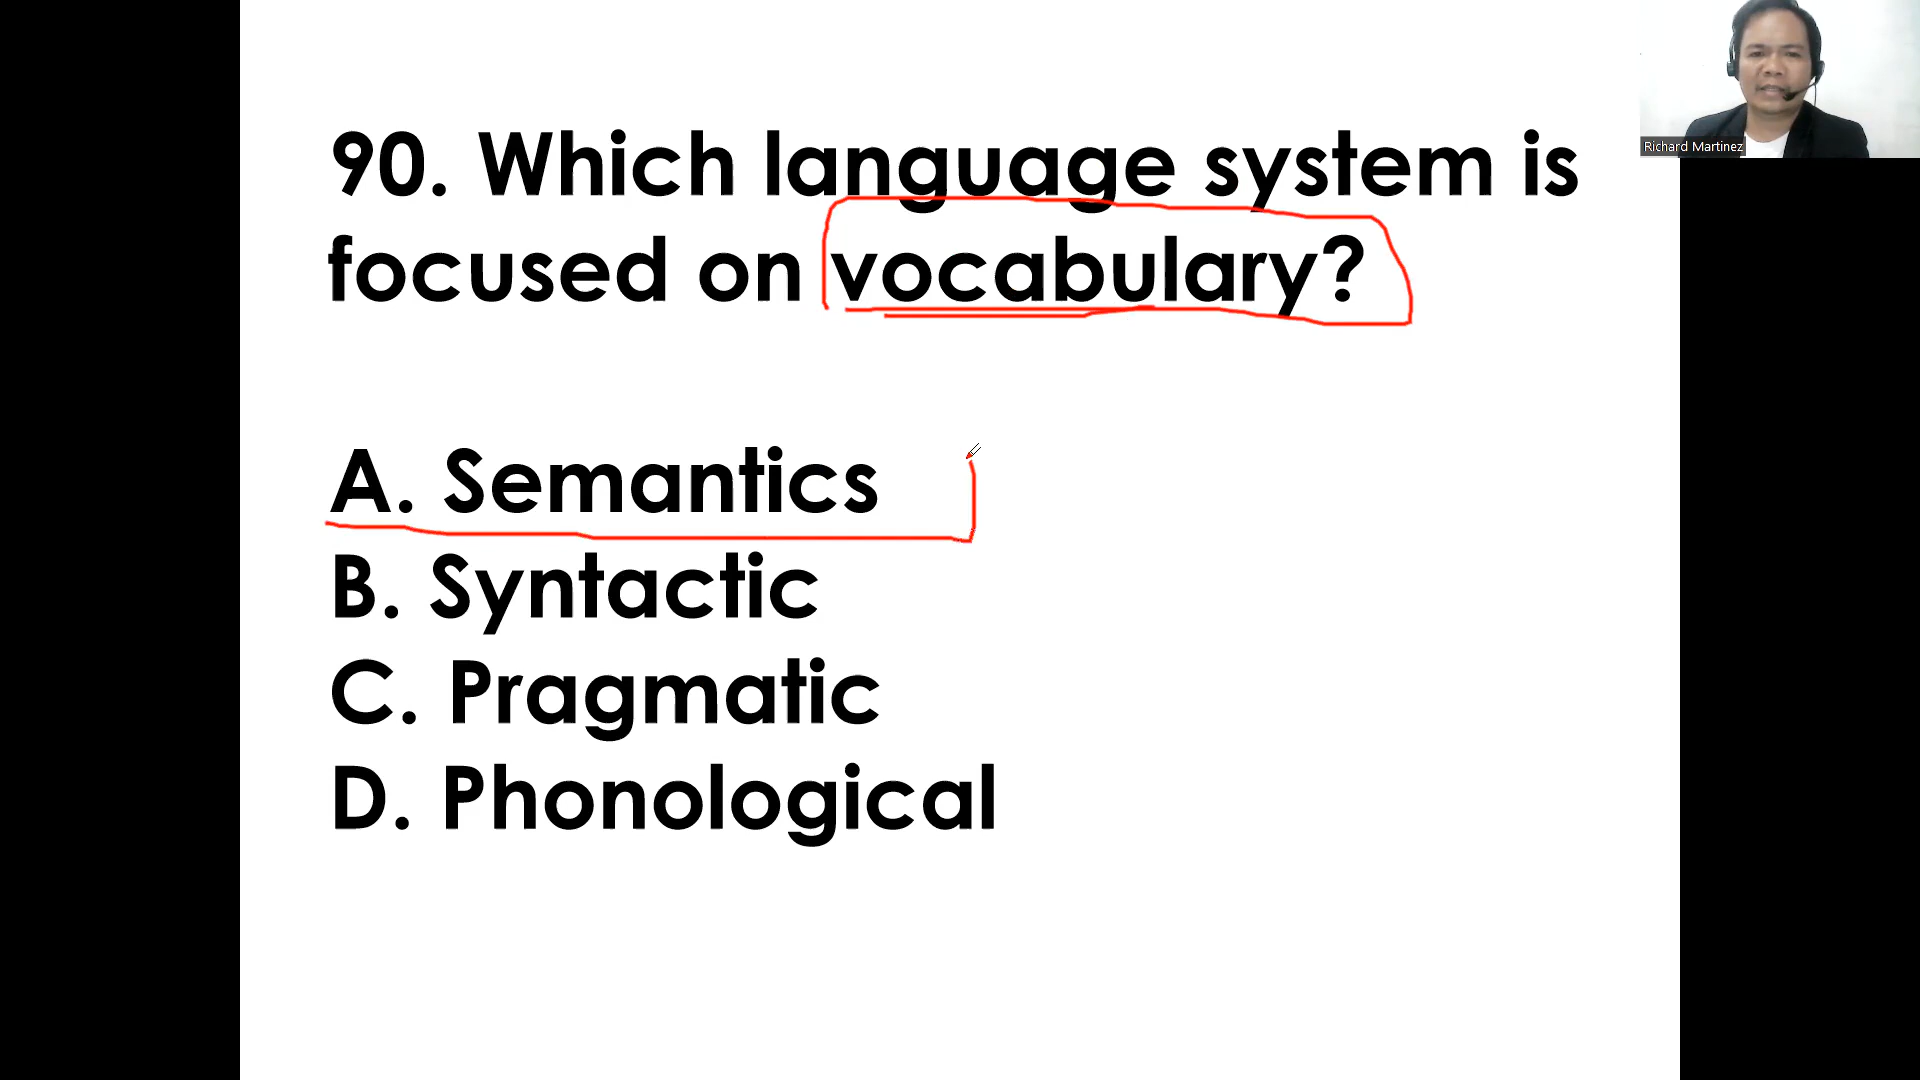 Richard Martinez
90. Which language system is
focused on vocabulary?
A. Semantics
B. Syntactic
C. Pragmatic
D. Phonological